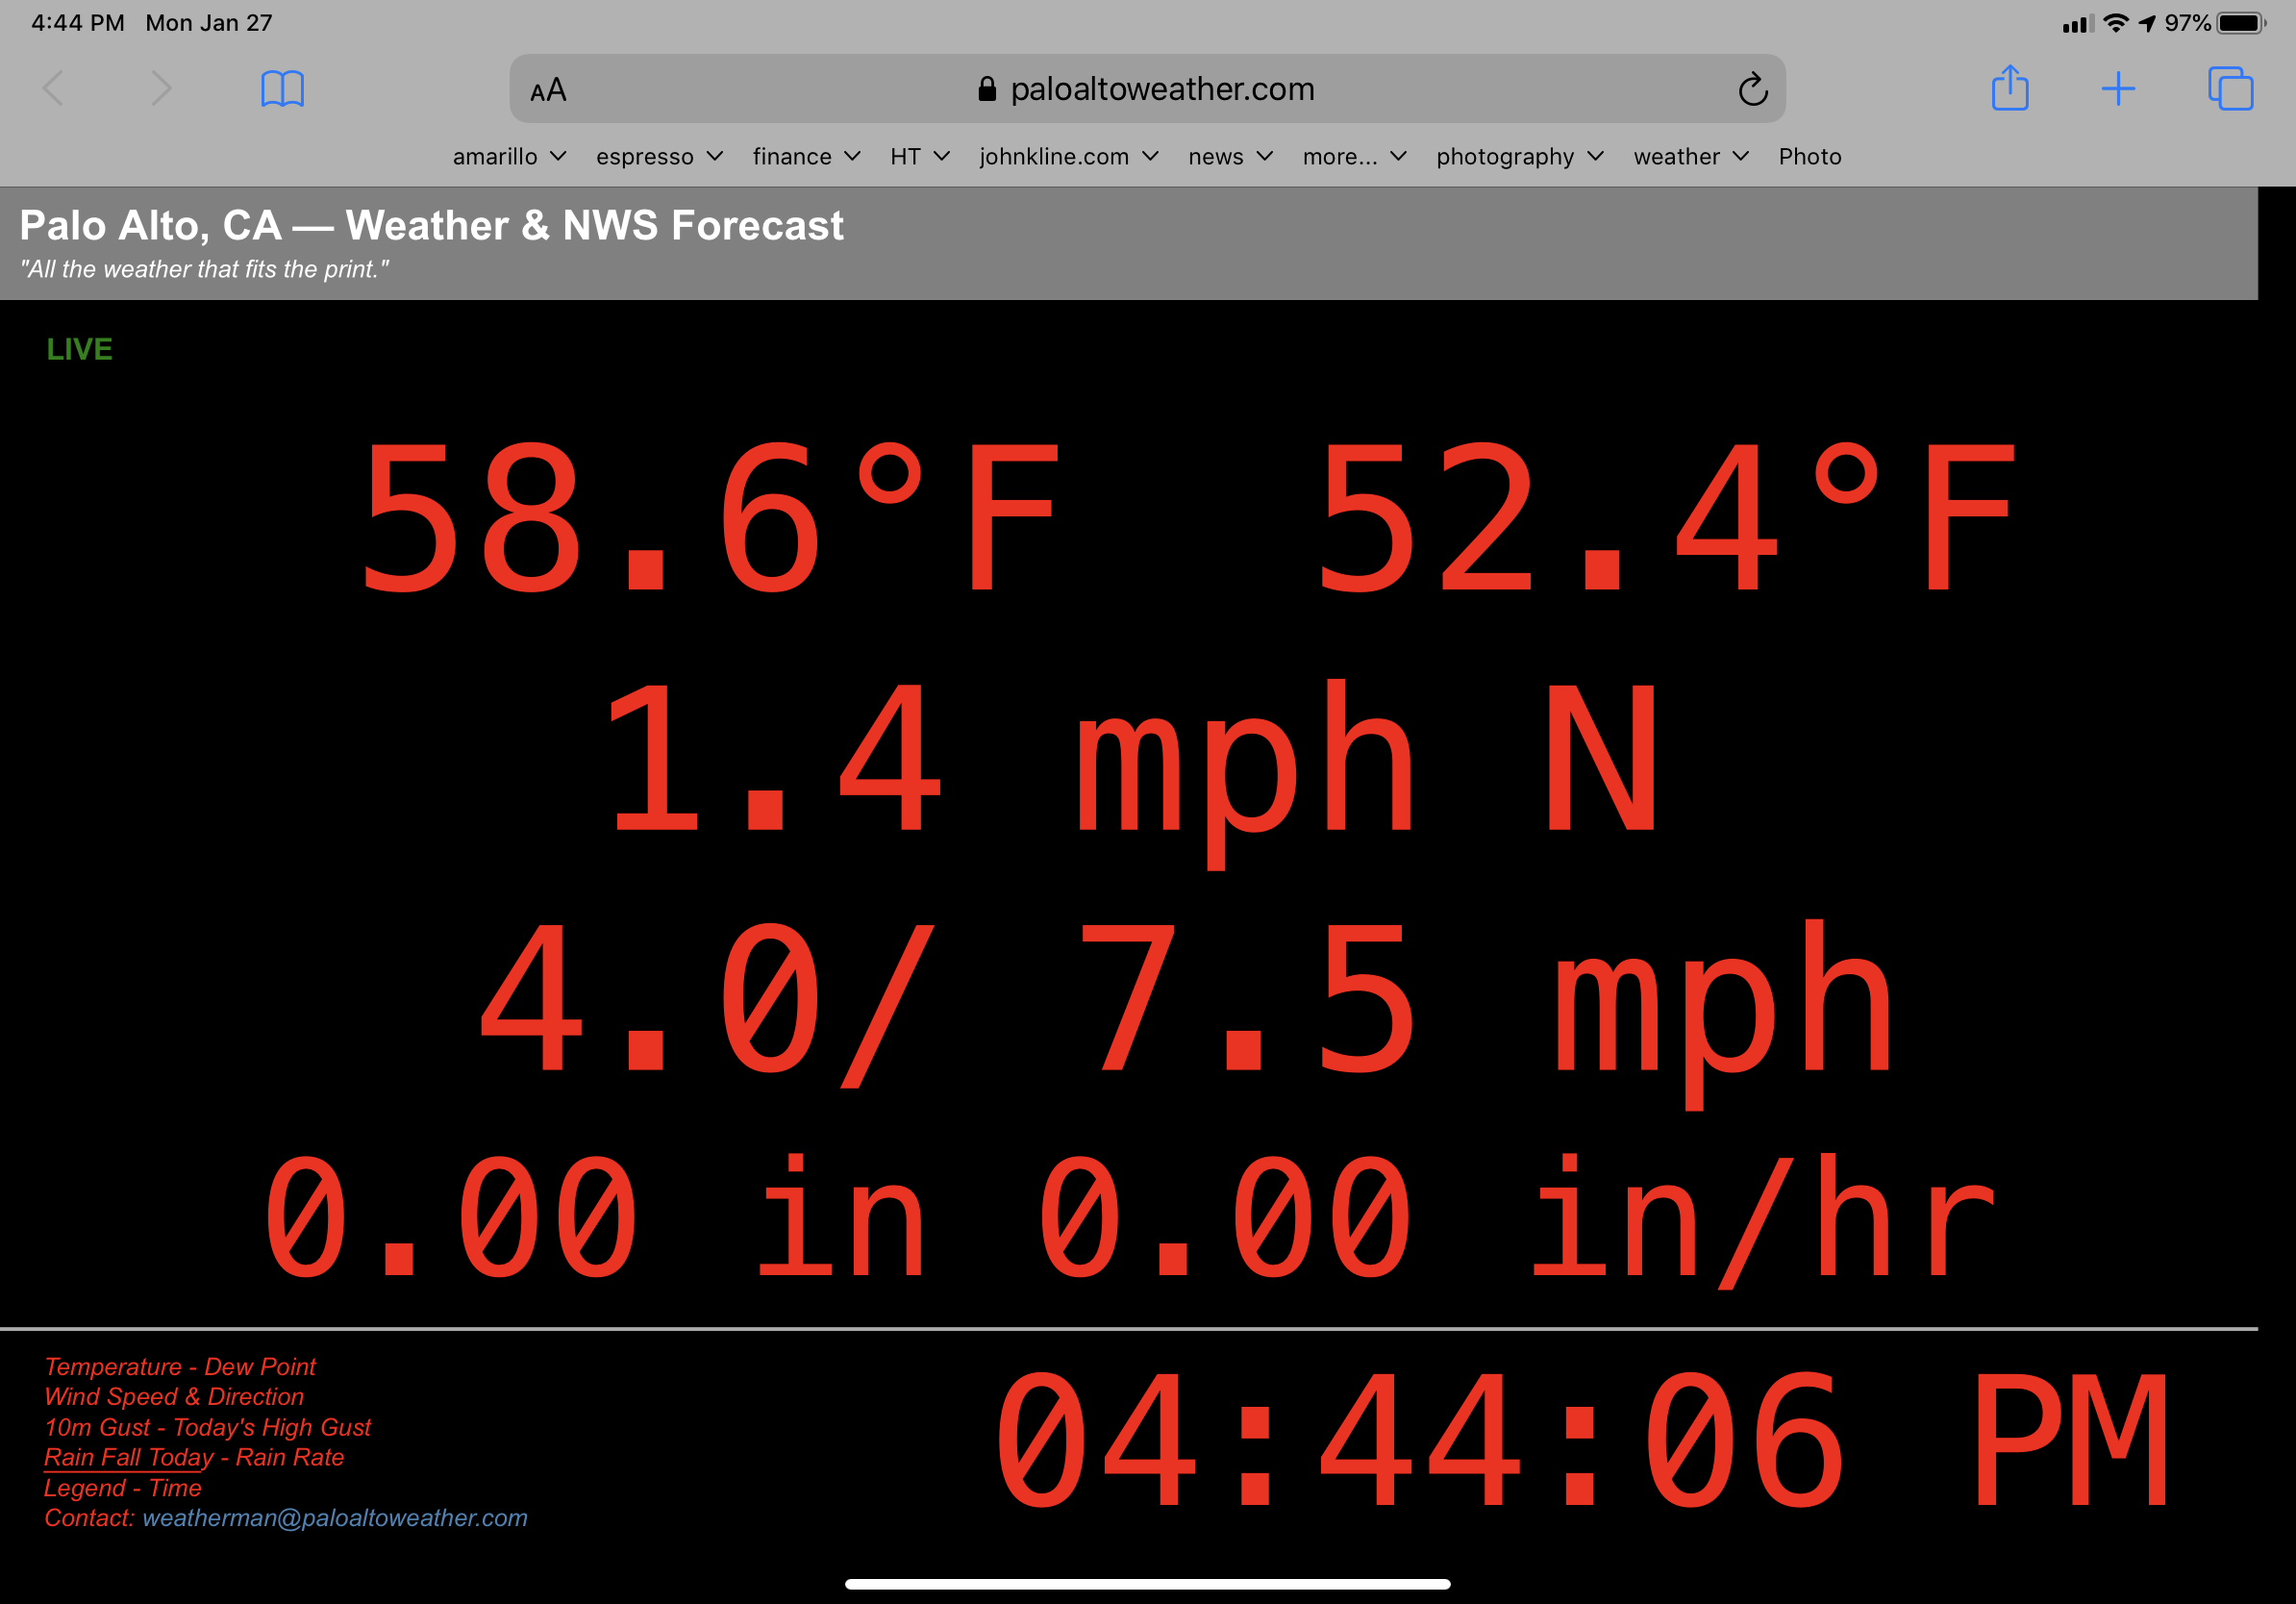 4:44 PM Mon Jan 27
97%
AA paloaltoweather.com
amarillo espresso finance HT johnkline.com news more... photography weather Photo
Palo Alto, CA — Weather & NWS Forecast
"All the weather that fits the print."
LIVE
58.6°F 52.4°F
1.4 mph N
4.0/ 7.5 mph
0.00 in 0.00 in/hr
Temperature - Dew Point
Wind Speed & Direction
10m Gust - Today's High Gust
Rain Fall Today - Rain Rate
Legend - Time
Contact: weatherman@paloaltoweather.com
04:44:06 PM